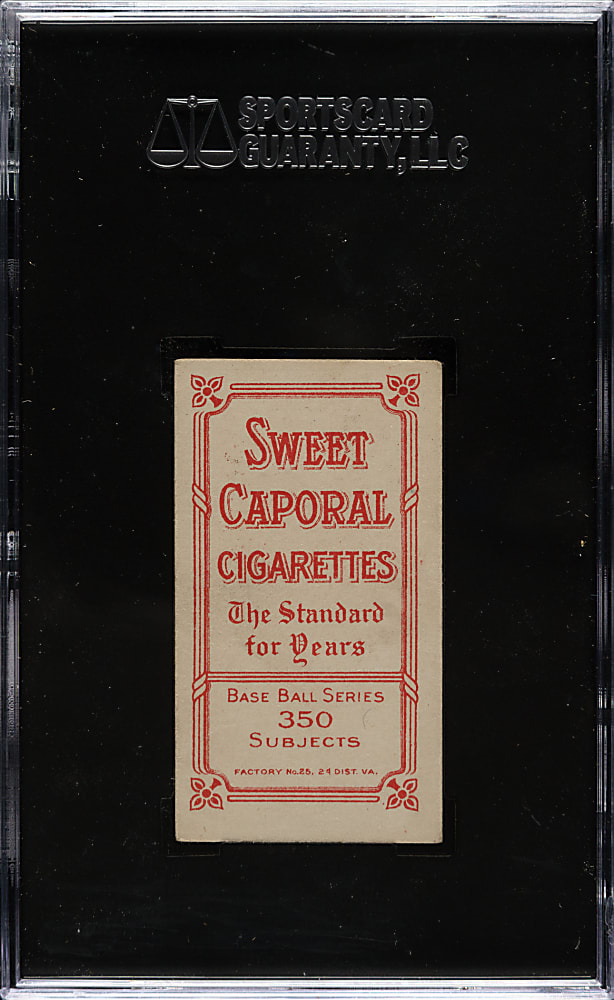 SPORTSCARD
GUARANTY, LLC
SWEET
CAPORAL
CIGARETTES
The Standard
for Years
BASE BALL SERIES
350
SUBJECTS
FACTORY No. 25, 2d DIST. VA.